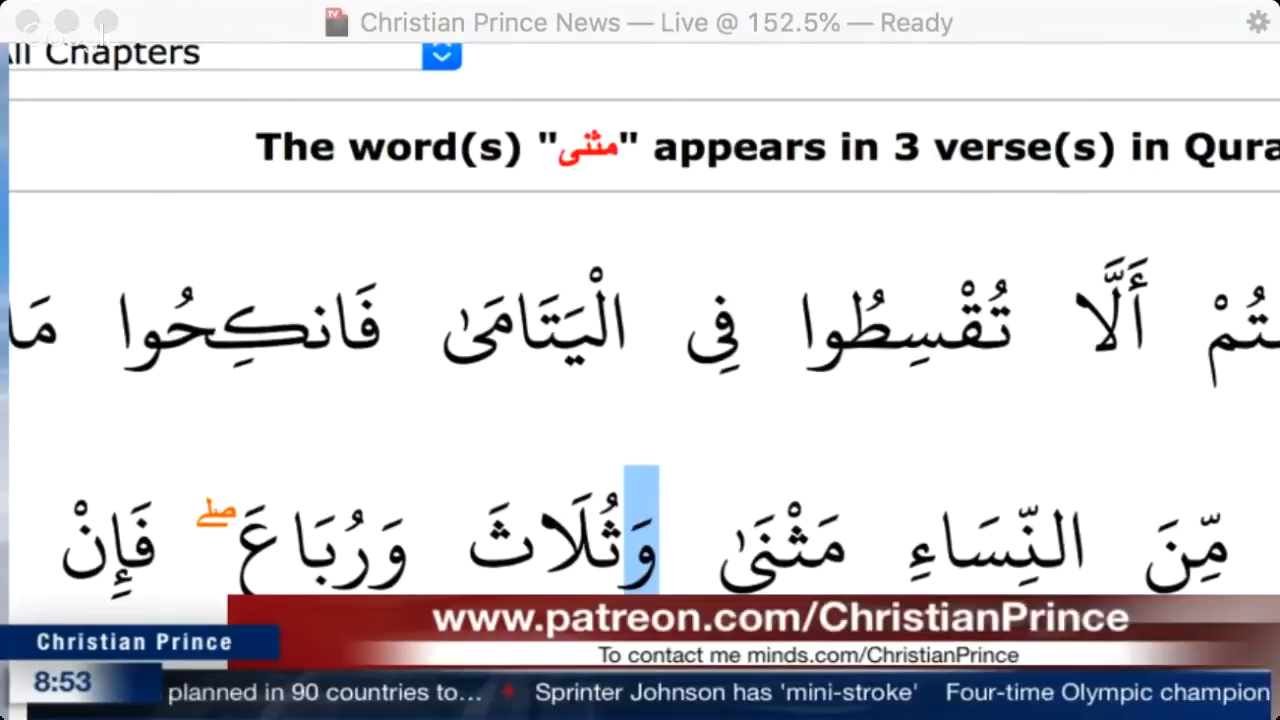 Christian Prince News — Live @ 152.5% — Ready
All Chapters
The word(s) "مثنى" appears in 3 verse(s) in Qura
أَلَّا تُقْسِطُوا فِي الْيَتَامَىٰ فَانكِحُوا مَا
مِّنَ النِّسَاءِ مَثْنَىٰ وَثُلَاثَ وَرُبَاعَ ۖ فَإِنْ
www.patreon.com/ChristianPrince
To contact me minds.com/ChristianPrince
Christian Prince
8:53
planned in 90 countries to... Sprinter Johnson has 'mini-stroke' Four-time Olympic champion